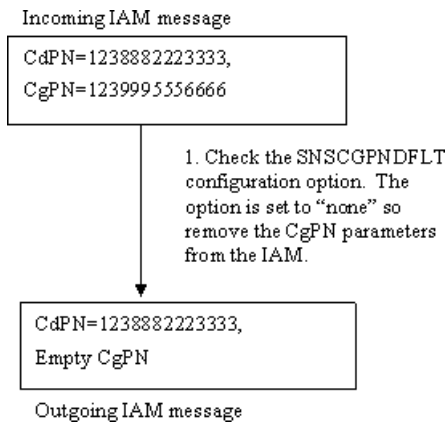 Incoming IAM message
CdPN=1238882223333,
CgPN=1239995556666
1. Check the SNSCGPNDFLT
configuration option. The
option is set to “none” so
remove the CgPN parameters
from the IAM.
CdPN=1238882223333,
Empty CgPN
Outgoing IAM message